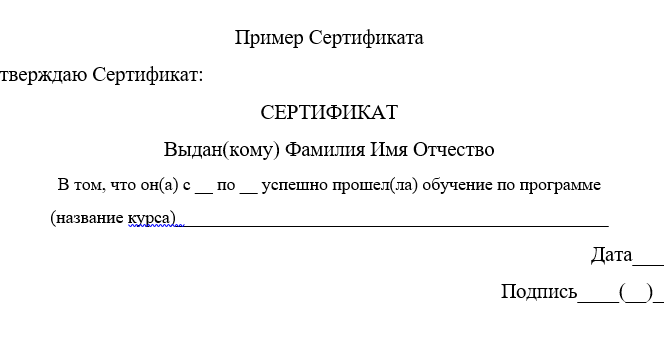 Пример Сертификата
тверждаю Сертификат:
СЕРТИФИКАТ
Выдан(кому) Фамилия Имя Отчество
В том, что он(а) с __ по __ успешно прошел(ла) обучение по программе
(название курса)________________________________________________
Дата___
Подпись____(__)_